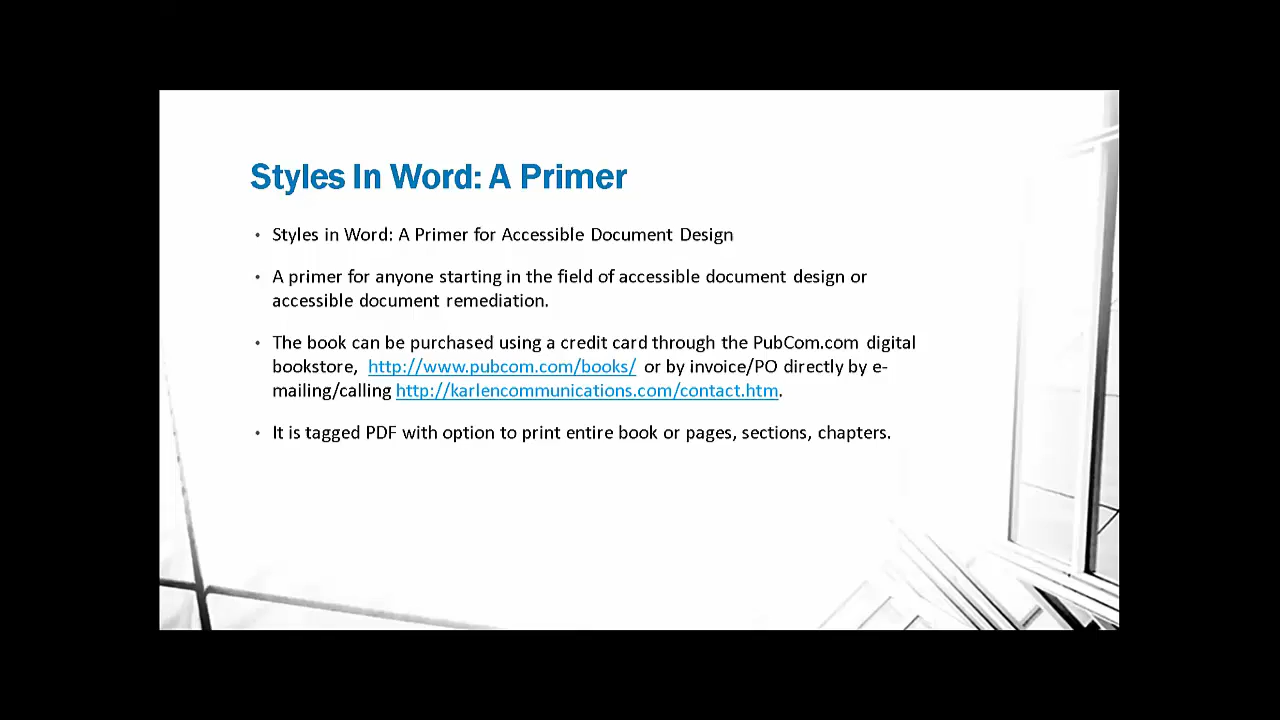 Styles In Word: A Primer
• Styles in Word: A Primer for Accessible Document Design
• A primer for anyone starting in the field of accessible document design or
accessible document remediation.
• The book can be purchased using a credit card through the PubCom.com digital
bookstore, http://www.pubcom.com/books/ or by invoice/PO directly by e-
mailing/calling http://karlencommunications.com/contact.htm.
• It is tagged PDF with option to print entire book or pages, sections, chapters.